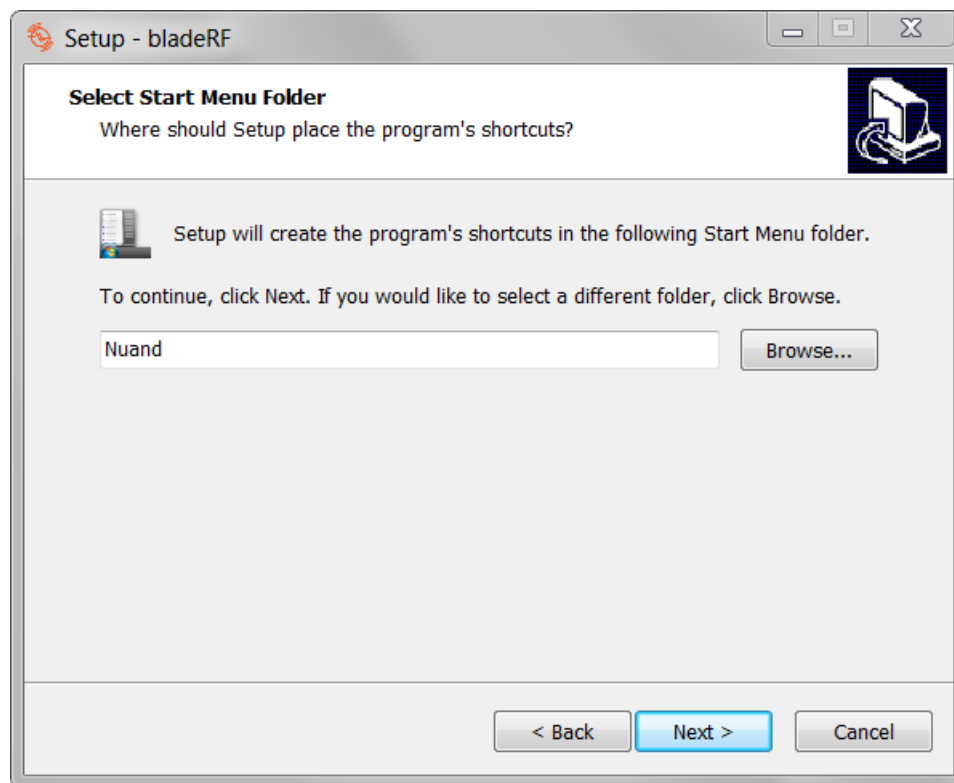 Setup - bladeRF
Select Start Menu Folder
Where should Setup place the program's shortcuts?
Setup will create the program's shortcuts in the following Start Menu folder.
To continue, click Next. If you would like to select a different folder, click Browse.
Nuand
Browse...
< Back
Next >
Cancel